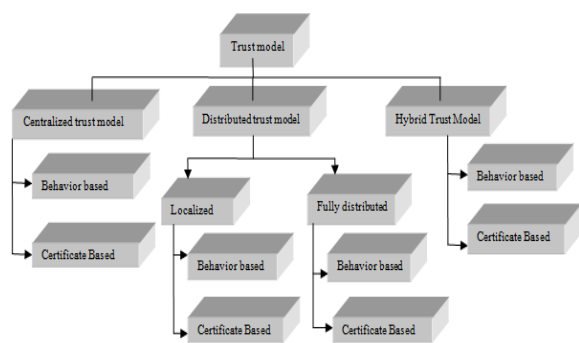 Trust model
Centralized trust model
Distributed trust model
Hybrid Trust Model
Behavior based
Certificate Based
Localized
Fully distributed
Behavior based
Certificate Based
Behavior based
Certificate Based
Behavior based
Certificate Based